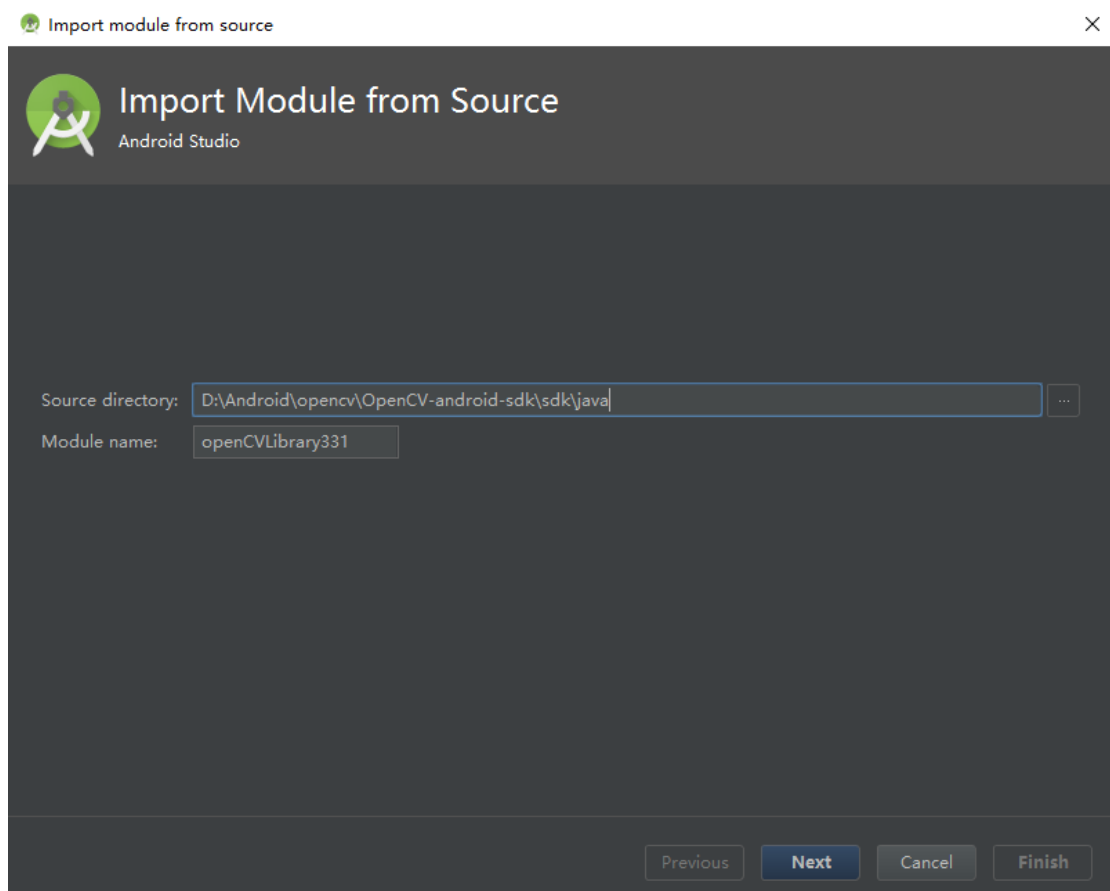 Import module from source
Import Module from Source
Android Studio
Source directory: D:\Android\opencv\OpenCV-android-sdk\sdk\java ...
Module name: openCVLibrary331
Previous Next Cancel Finish